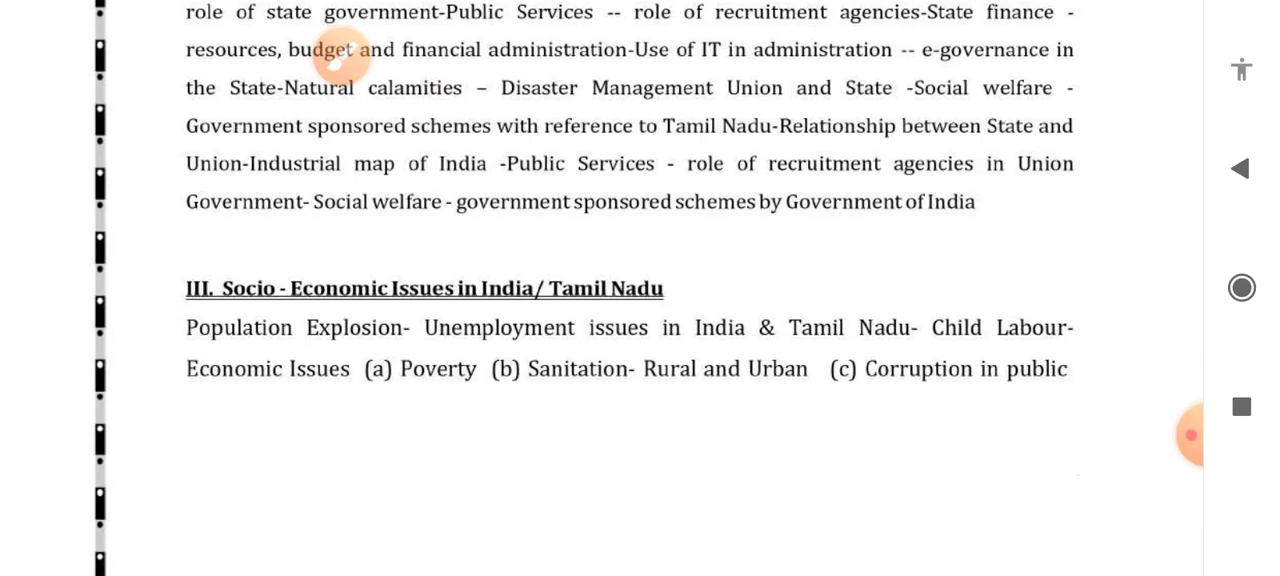 role of state government-Public Services -- role of recruitment agencies-State finance -
resources, budget and financial administration-Use of IT in administration -- e-governance in
the State-Natural calamities – Disaster Management Union and State -Social welfare -
Government sponsored schemes with reference to Tamil Nadu-Relationship between State and
Union-Industrial map of India -Public Services - role of recruitment agencies in Union
Government- Social welfare - government sponsored schemes by Government of India
III. Socio - Economic Issues in India/ Tamil Nadu
Population Explosion- Unemployment issues in India & Tamil Nadu- Child Labour-
Economic Issues (a) Poverty (b) Sanitation- Rural and Urban (c) Corruption in public